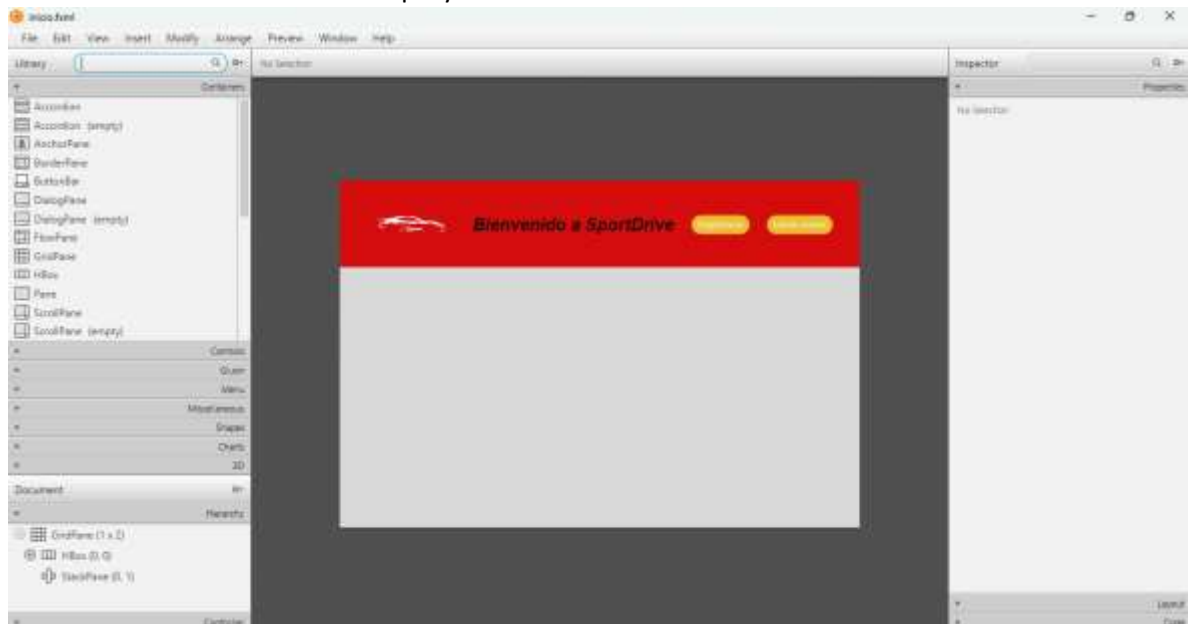 inicio.fxml
File Edit View Insert Modify Arrange Preview Window Help
Library
No Selection
Inspector
Containers
Properties
Accordion
No Selection
Accordion (empty)
AnchorPane
BorderPane
ButtonBar
DialogPane
DialogPane (empty)
FlowPane
GridPane
HBox
Pane
ScrollPane
ScrollPane (empty)
Bienvenido a SportDrive
Controls
Gluon
Menu
Miscellaneous
Shapes
Charts
3D
Document
Hierarchy
GridPane (1 x 2)
HBox (0, 0)
StackPane (0, 1)
Controller
Layout
Code